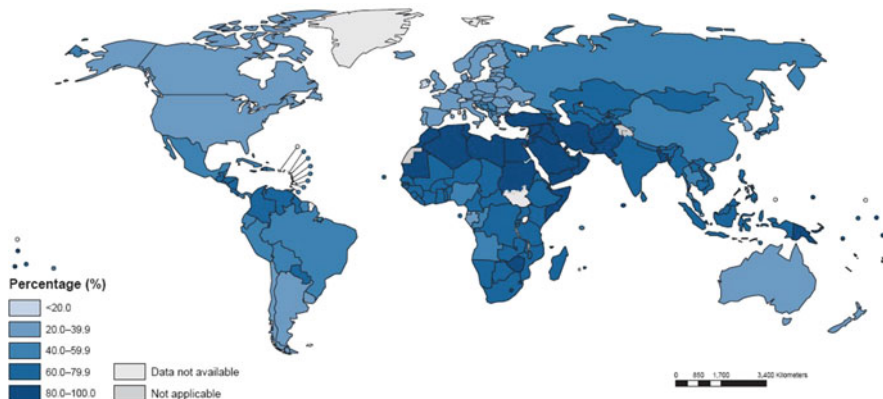 Percentage (%)
<20.0
20.0–39.9
40.0–59.9
60.0–79.9
80.0–100.0
Data not available
Not applicable
0 850 1,700 3,400 Kilometers